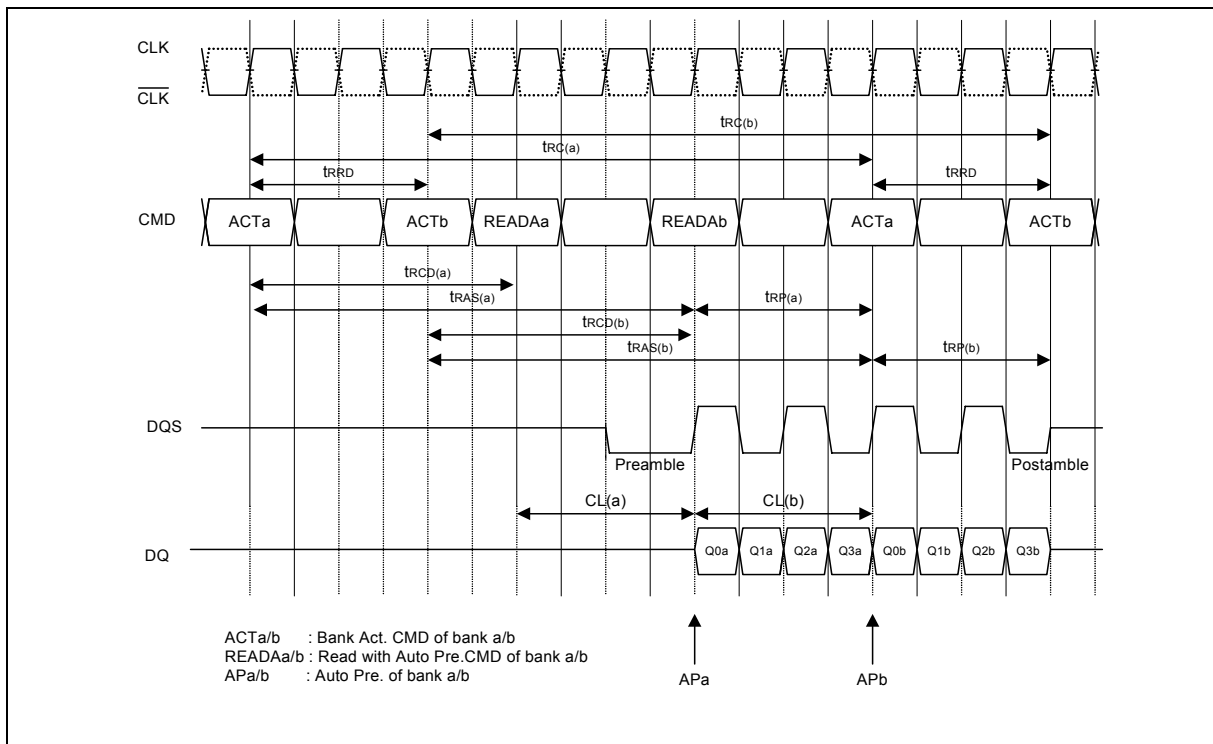 CLK
CLK
tRC(b)
tRC(a)
tRRD
tRRD
CMD
ACTa
ACTb
READAa
READAb
ACTa
ACTb
tRCD(a)
tRAS(a)
tRP(a)
tRCD(b)
tRAS(b)
tRP(b)
DQS
Preamble
Postamble
CL(a)
CL(b)
DQ
Q0a
Q1a
Q2a
Q3a
Q0b
Q1b
Q2b
Q3b
ACTa/b : Bank Act. CMD of bank a/b
READAa/b : Read with Auto Pre.CMD of bank a/b
APa/b : Auto Pre. of bank a/b
APa
APb